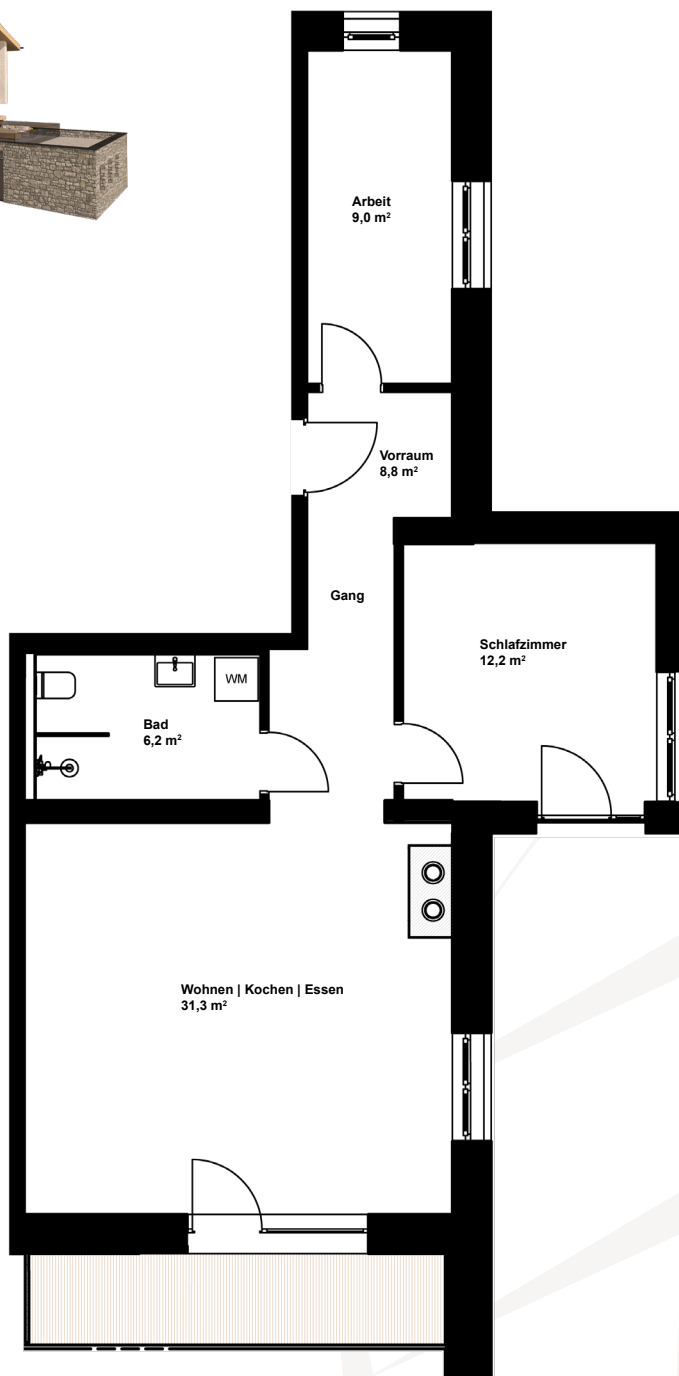 Arbeit
9,0 m²
Vorraum
8,8 m²
Gang
Schlafzimmer
12,2 m²
WM
Bad
6,2 m²
Wohnen | Kochen | Essen
31,3 m²